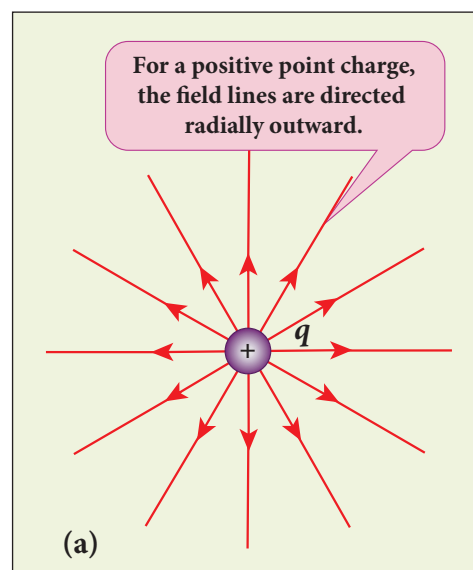 For a positive point charge,
the field lines are directed
radially outward.
+
q
(a)